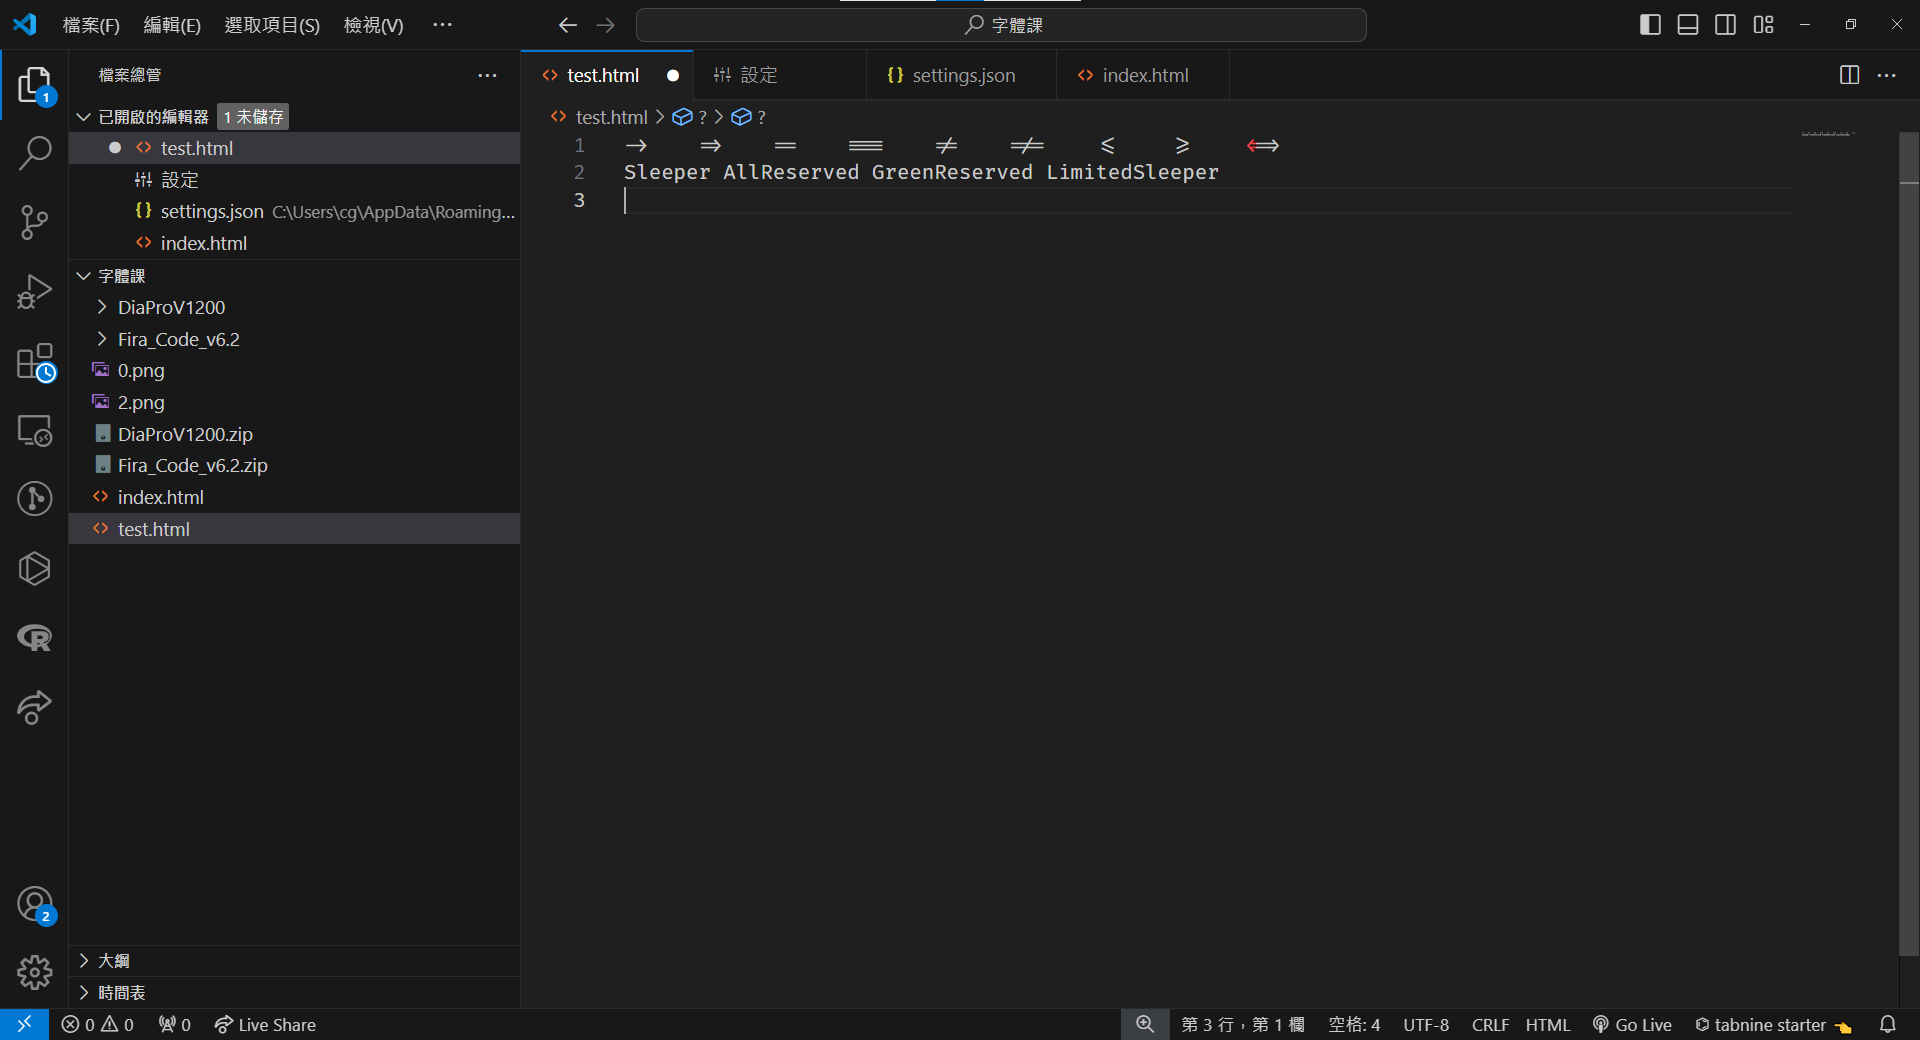 檔案(F) 編輯(E) 選取項目(S) 檢視(V) ··· 字體課
檔案總管 ···
已開啟的編輯器 1 未儲存
test.html
設定
settings.json C:\Users\cg\AppData\Roaming...
index.html
字體課
DiaProV1200
Fira_Code_v6.2
0.png
2.png
DiaProV1200.zip
Fira_Code_v6.2.zip
index.html
test.html
大綱
時間表
test.html 設定 settings.json index.html ···
test.html > ? > ?
1 -> => == === != !== <= >= <=>
2 Sleeper AllReserved GreenReserved LimitedSleeper
3
1
2
0 0 0 Live Share 第 3 行，第 1 欄 空格: 4 UTF-8 CRLF HTML Go Live tabnine starter